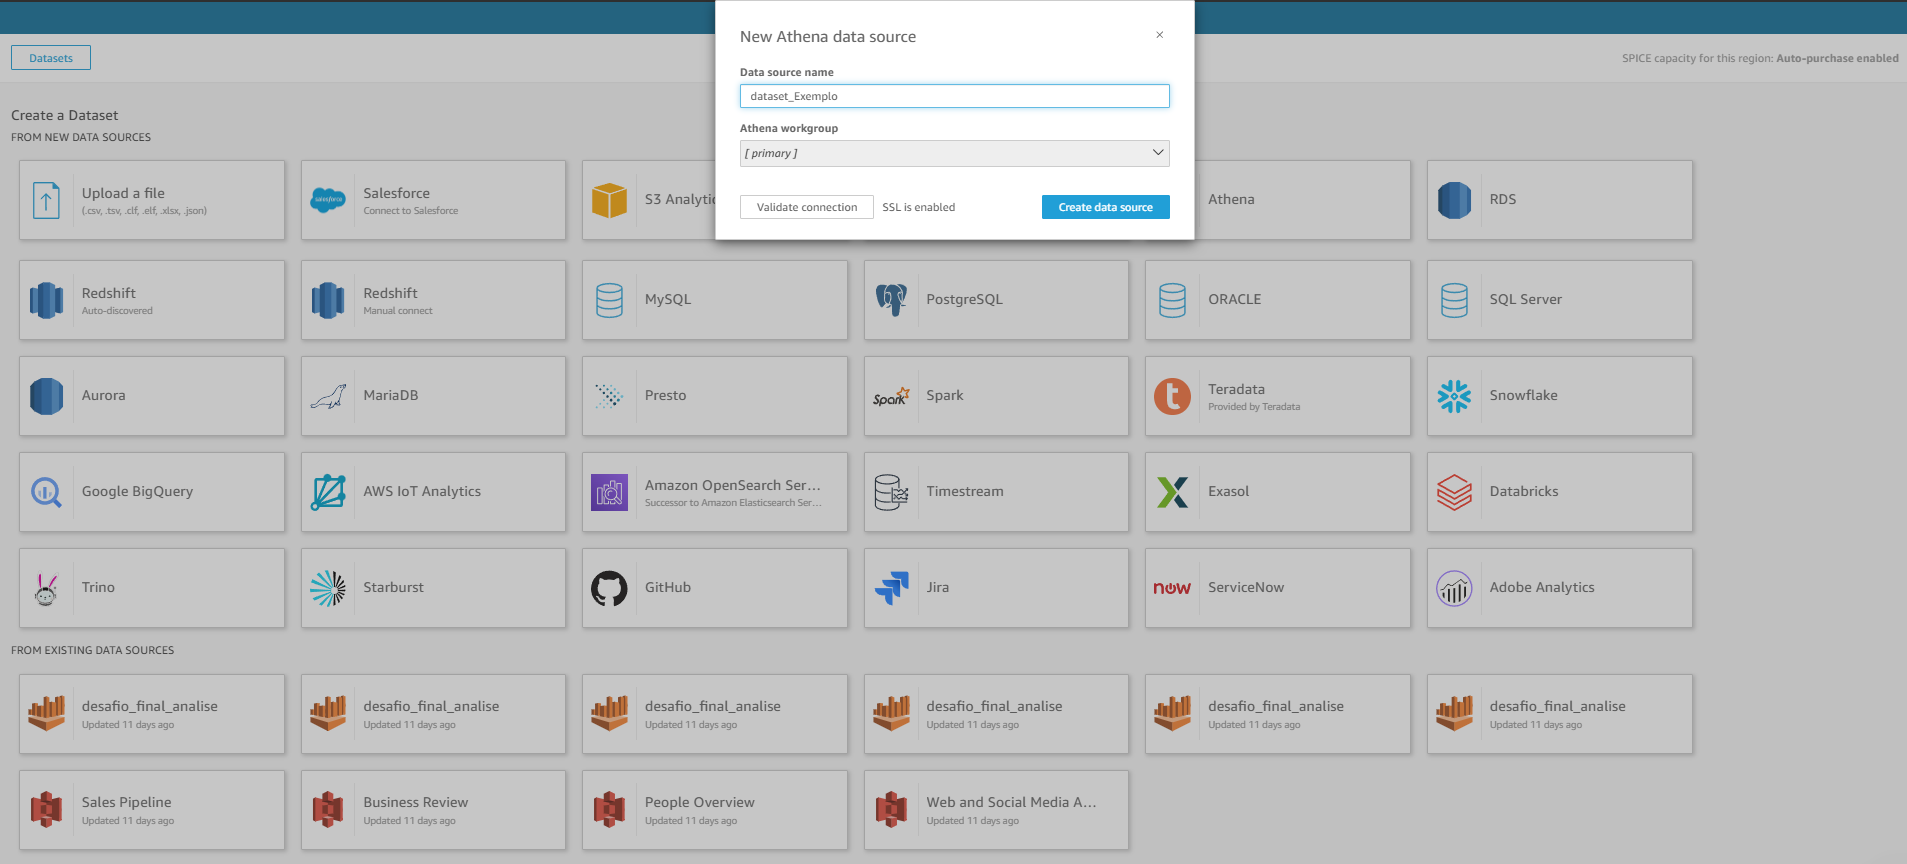 New Athena data source
×
Data source name
dataset_Exemplo
Athena workgroup
[ primary ]
Validate connection
SSL is enabled
Create data source
Datasets
SPICE capacity for this region: Auto-purchase enabled
Create a Dataset
FROM NEW DATA SOURCES
Upload a file
(.csv, .tsv, .clf, .elf, .xlsx, .json)
salesforce
Salesforce
Connect to Salesforce
S3 Analytic
Athena
RDS
Redshift
Auto-discovered
Redshift
Manual connect
MySQL
PostgreSQL
ORACLE
SQL Server
Aurora
MariaDB
Presto
Spark
Spark
t
Teradata
Provided by Teradata
Snowflake
Google BigQuery
AWS IoT Analytics
Amazon OpenSearch Ser...
Successor to Amazon Elasticsearch Ser...
Timestream
Exasol
Databricks
Trino
Starburst
GitHub
Jira
now
ServiceNow
Adobe Analytics
FROM EXISTING DATA SOURCES
desafio_final_analise
Updated 11 days ago
desafio_final_analise
Updated 11 days ago
desafio_final_analise
Updated 11 days ago
desafio_final_analise
Updated 11 days ago
desafio_final_analise
Updated 11 days ago
desafio_final_analise
Updated 11 days ago
Sales Pipeline
Updated 11 days ago
Business Review
Updated 11 days ago
People Overview
Updated 11 days ago
Web and Social Media A...
Updated 11 days ago